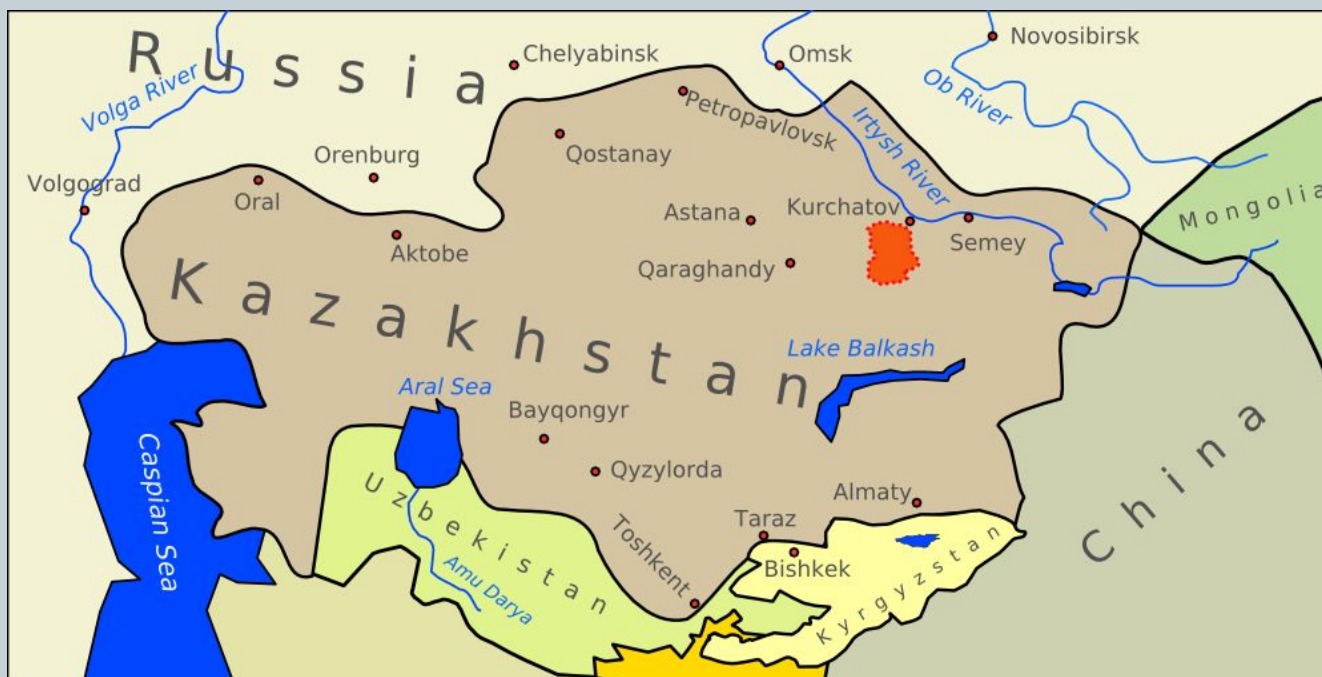 Russia
Chelyabinsk
Omsk
Novosibirsk
Volga River
Ob River
Petropavlovsk
Irtysh River
Orenburg
Qostanay
Volgograd
Oral
Astana
Kurchatov
Semey
Mongolia
Aktobe
Qaraghandy
Kazakhstan
Lake Balkash
Aral Sea
Bayqongyr
Qyzylorda
Caspian Sea
Uzbekistan
Almaty
Taraz
Toshkent
Bishkek
Amu Darya
Kyrgyzstan
China